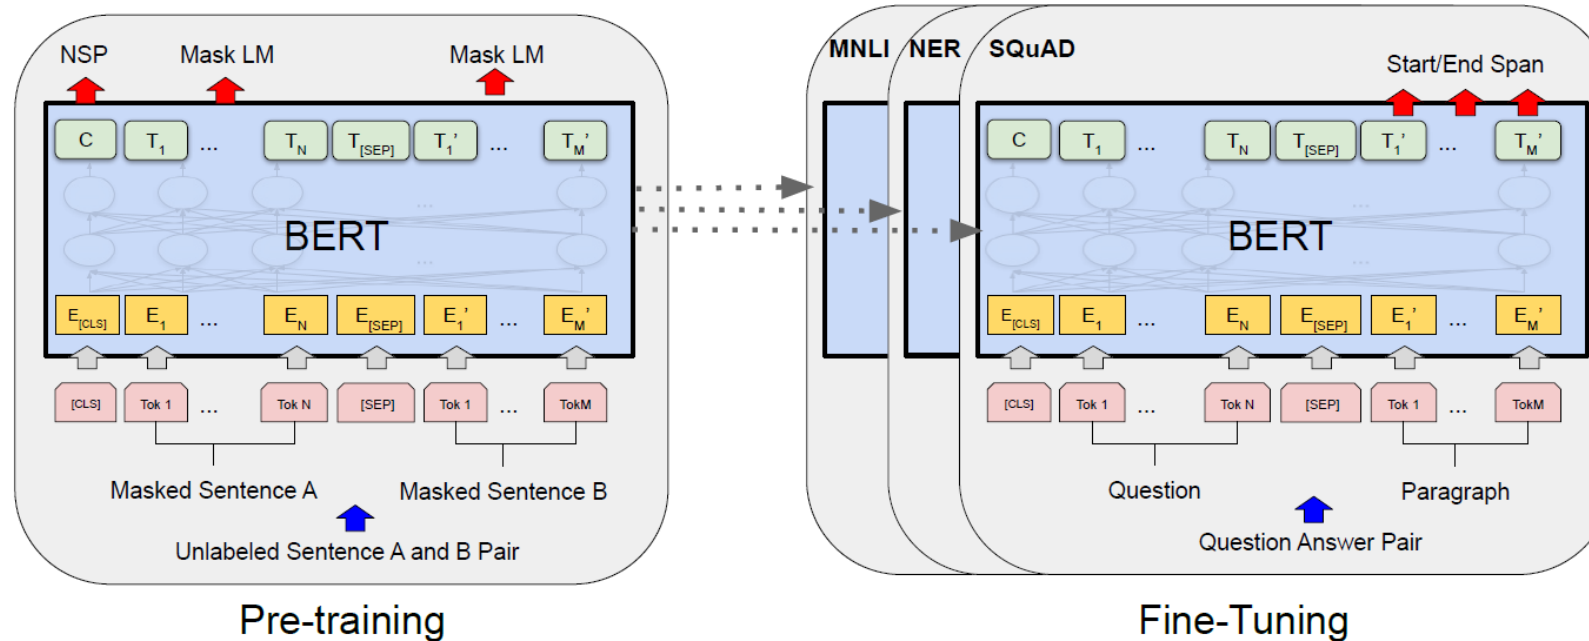 NSP Mask LM Mask LM
C T1 ... TN T[SEP] T1' ... TM'
...
BERT
...
E[CLS] E1 ... EN E[SEP] E1' ... EM'
[CLS] Tok 1 ... Tok N [SEP] Tok 1 ... TokM
Masked Sentence A Masked Sentence B
Unlabeled Sentence A and B Pair
Pre-training
MNLI NER SQuAD
Start/End Span
C T1 ... TN T[SEP] T1' ... TM'
...
BERT
...
E[CLS] E1 ... EN E[SEP] E1' ... EM'
[CLS] Tok 1 ... Tok N [SEP] Tok 1 ... TokM
Question Paragraph
Question Answer Pair
Fine-Tuning